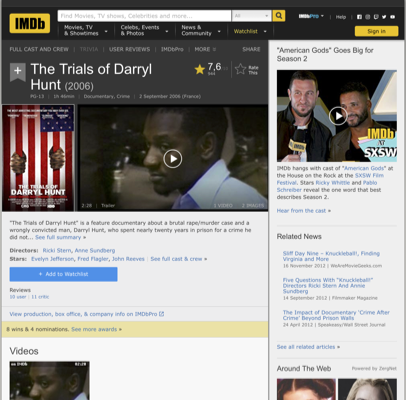 IMDb
Find Movies, TV shows, Celebrities and more...
All
IMDbPro
Help
Movies, TV & Showtimes
Celebs, Events & Photos
News & Community
Watchlist
Sign in
FULL CAST AND CREW | TRIVIA | USER REVIEWS | IMDbPro | MORE
SHARE
The Trials of Darryl
Hunt (2006)
7,6
Rate
This
PG-13 | 1h 46min | Documentary, Crime | 2 September 2006 (France)
THE TRIALS OF
DARRYL HUNT
2:28 | Trailer
1 VIDEO | 2 IMAGES
"The Trials of Darryl Hunt" is a feature documentary about a brutal rape/murder case and a
wrongly convicted man, Darryl Hunt, who spent nearly twenty years in prison for a crime
he did not... See full summary »
Directors: Ricki Stern, Anne Sundberg
Stars: Evelyn Jefferson, Fred Flagler, John Reeves | See full cast & crew »
+ Add to Watchlist
Reviews
10 user | 11 critic
View production, box office, & company info on IMDbPro
8 wins & 4 nominations. See more awards »
Videos
"American Gods" Goes Big for
Season 2
IMDb
at
SXSW
IMDb hangs with cast of "American Gods" at
the House on the Rock at the SXSW Film
Festival. Stars Ricky Whittle and Pablo
Schreiber reveal the one word that best
describes Season 2.
Hear from the cast »
Related News
Sliff Day Nine – Knuckleball!, Finding
Virginia and More
16 November 2012 | WeAreMovieGeeks.com
Five Questions With "Knuckleball!"
Directors Ricki Stern And Annie
Sundberg
14 September 2012 | Filmmaker Magazine
The Impact of Documentary 'Crime After
Crime' Beyond Prison Walls
24 April 2012 | Speakeasy/Wall Street Journal
See all related articles »
Around The Web
Powered by ZergNet